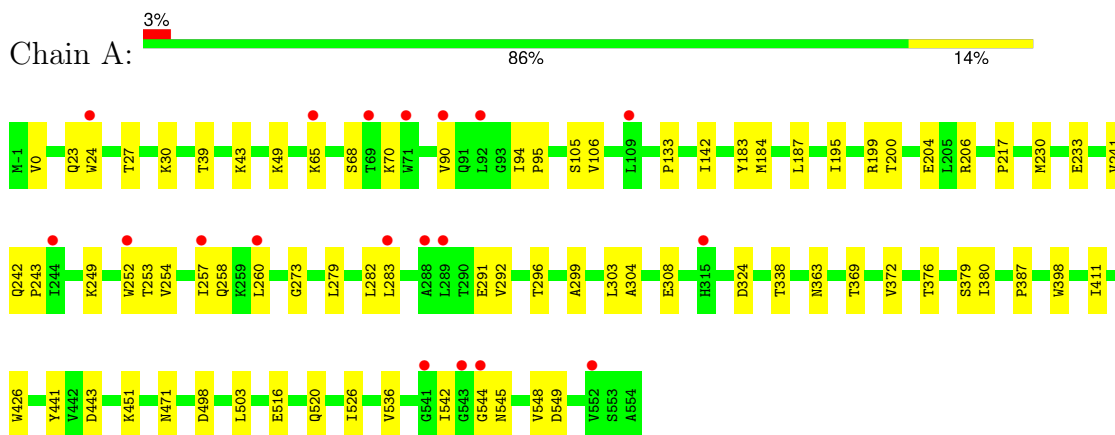 3%
Chain A:
86% 14%
M-1 V0 Q23 W24 T27 K30 T39 K43 K49 K65 S68 T69 K70 W71 V90 Q91 L92 G93 I94 P95 S105 V106 L109 P133 I142 Y183 M184 L187 I195 R199 T200 E204 L205 R206 P217 M230 E233
Q242 P243 I244 K249 W252 T253 V254 I257 Q258 K259 L260 G273 L279 L282 L283 A288 L289 T290 E291 V292 T296 A299 L303 A304 E308 H315 D324 T338 N363 T369 V372 T376 S379 I380 P387 W398 I411
W426 Y441 V442 D443 K451 N471 D498 L503 E516 Q520 I526 V536 G541 I542 G543 G544 N545 V548 D549 V552 S553 A554